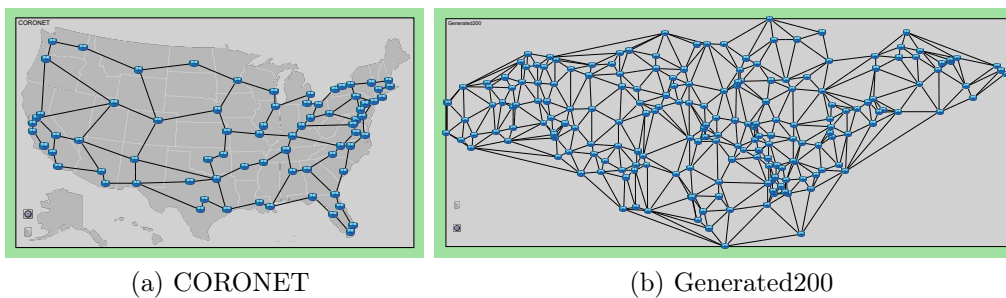 CORONET
Generated200
(a) CORONET
(b) Generated200